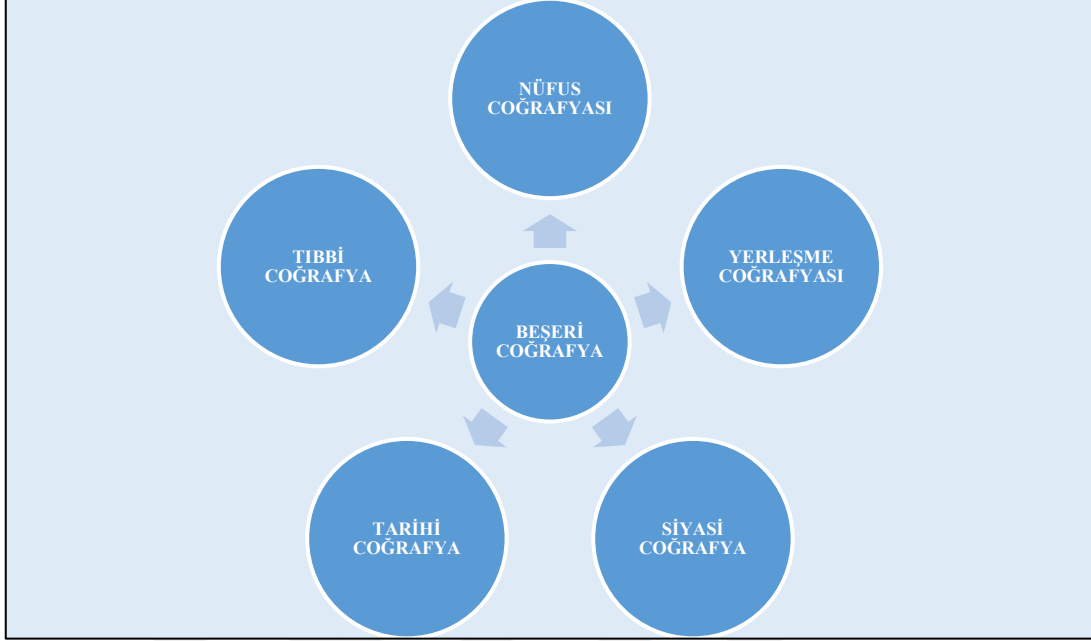 NÜFUS
COĞRAFYASI
TIBBİ
COĞRAFYA
YERLEŞME
COĞRAFYASI
BEŞERİ
COĞRAFYA
TARİHİ
COĞRAFYA
SİYASİ
COĞRAFYA